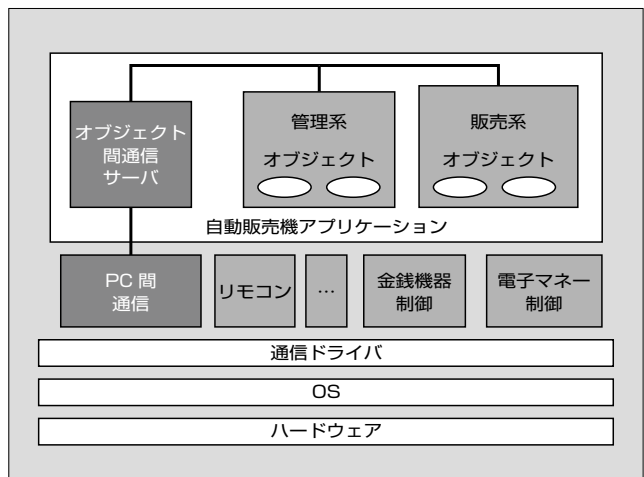 オブジェクト
間通信
サーバ
管理系
オブジェクト
販売系
オブジェクト
自動販売機アプリケーション
PC 間
通信
リモコン
…
金銭機器
制御
電子マネー
制御
通信ドライバ
OS
ハードウェア